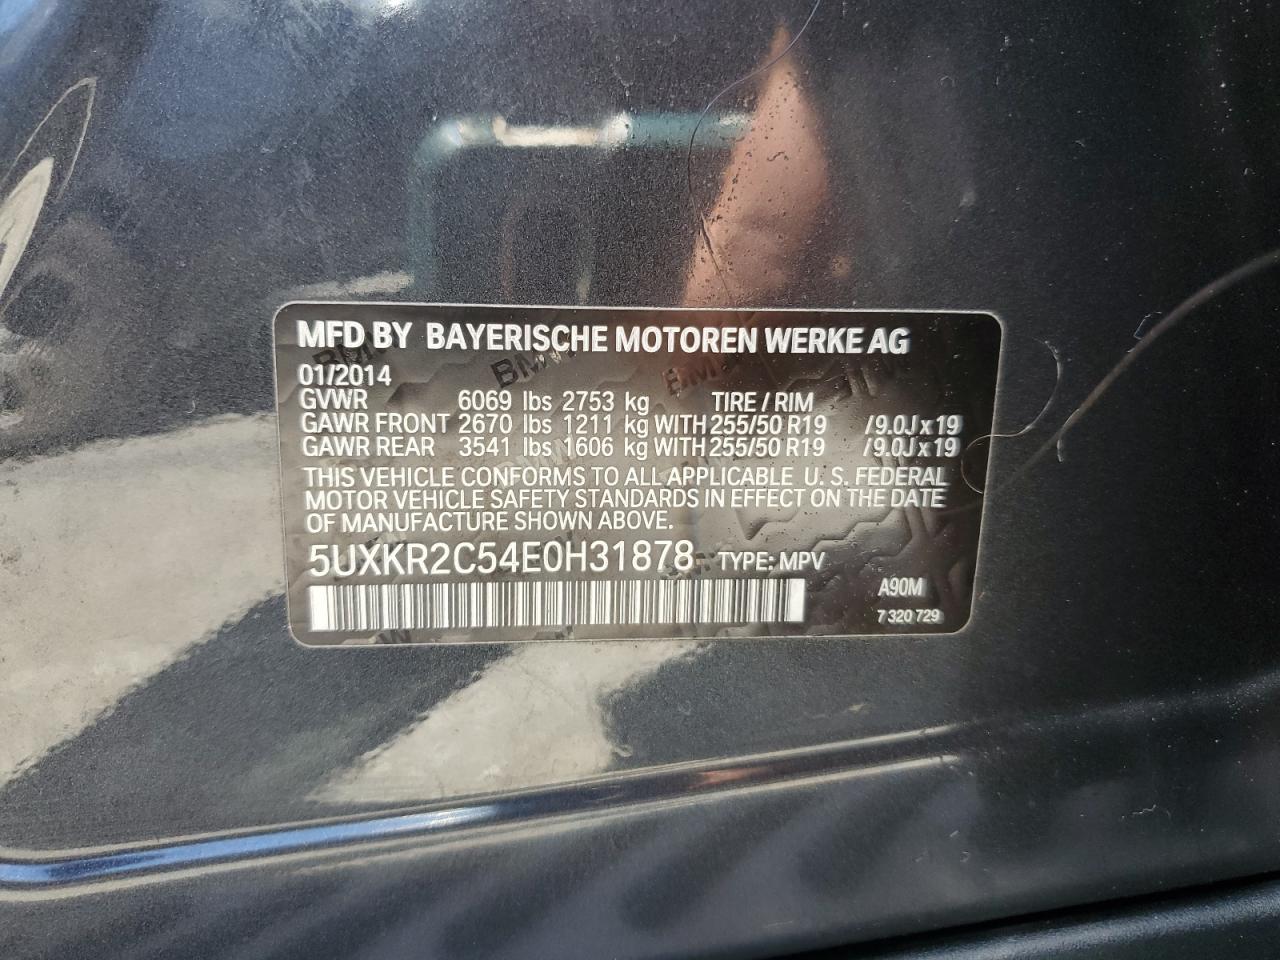 MFD BY BAYERISCHE MOTOREN WERKE AG
01/2014
GVWR 6069 lbs 2753 kg TIRE / RIM
GAWR FRONT 2670 lbs 1211 kg WITH 255/50 R19 /9.0J x 19
GAWR REAR 3541 lbs 1606 kg WITH 255/50 R19 /9.0J x 19
THIS VEHICLE CONFORMS TO ALL APPLICABLE U. S. FEDERAL
MOTOR VEHICLE SAFETY STANDARDS IN EFFECT ON THE DATE
OF MANUFACTURE SHOWN ABOVE.
5UXKR2C54E0H31878 TYPE: MPV
A90M
7 320 729